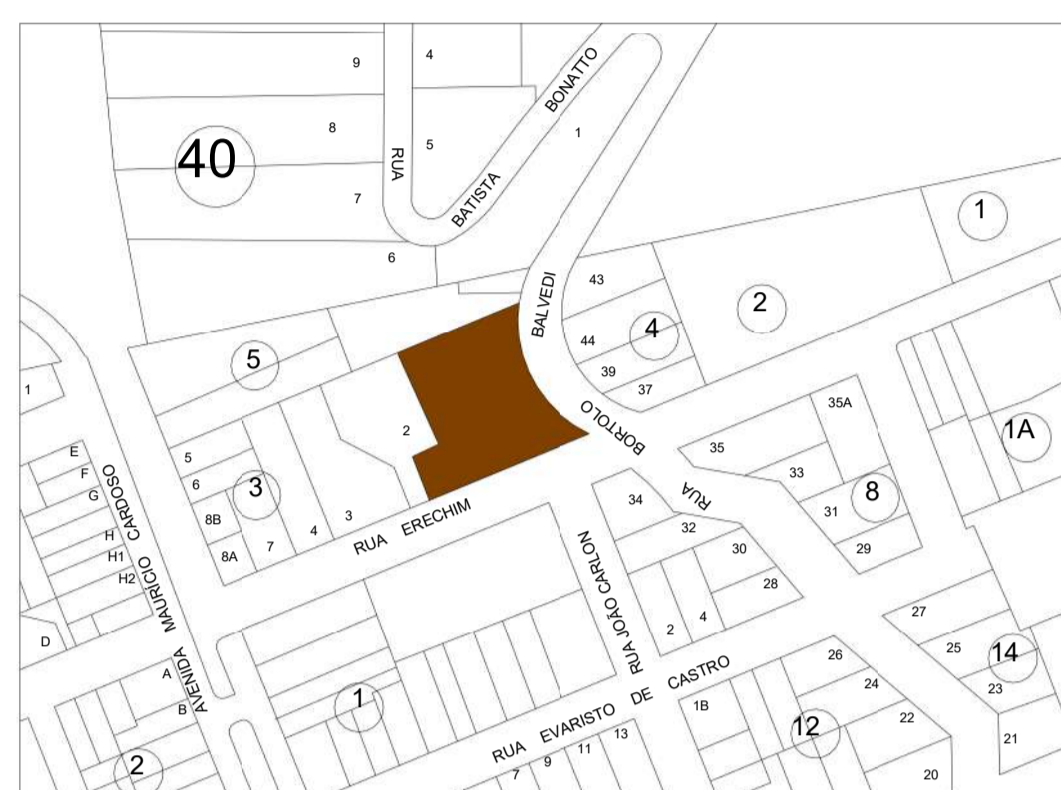 9
4
8
5
40
7
6
RUA
BATISTA
BONATTO
1
1
43
2
4
44
39
37
BALVEDI
BORTOLO
RUA
5
2
1
5
6
3
8B
8A
7
4
3
RUA ERECHIM
E
F
G
H
H1
H2
D
A
B
AVENIDA MAURÍCIO CARDOSO
35A
1A
35
33
8
31
29
34
32
30
28
2
4
RUA JOÃO CARLON
27
25
14
23
21
26
24
22
20
12
1B
RUA EVARISTO DE CASTRO
13
11
9
7
1
2